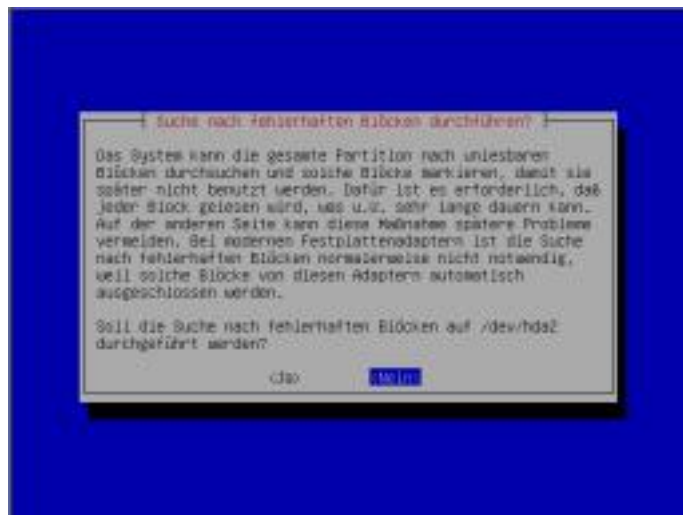 Suche nach fehlerhaften Blöcken durchführen?
Das System kann die gesamte Partition nach unlesbaren
Blöcken durchsuchen und solche Blöcke markieren, damit sie
später nicht benutzt werden. Dafür ist es erforderlich, daß
jeder Block gelesen wird, was u.U. sehr lange dauern kann.
Auf der anderen Seite kann diese Maßnahme spätere Probleme
vermeiden. Bei modernen Festplattenadaptern ist die Suche
nach fehlerhaften Blöcken normalerweise nicht notwendig,
weil solche Blöcke von diesen Adaptern automatisch
ausgeschlossen werden.
Soll die Suche nach fehlerhaften Blöcken auf /dev/hda2
durchgeführt werden?
<Ja> <Nein>